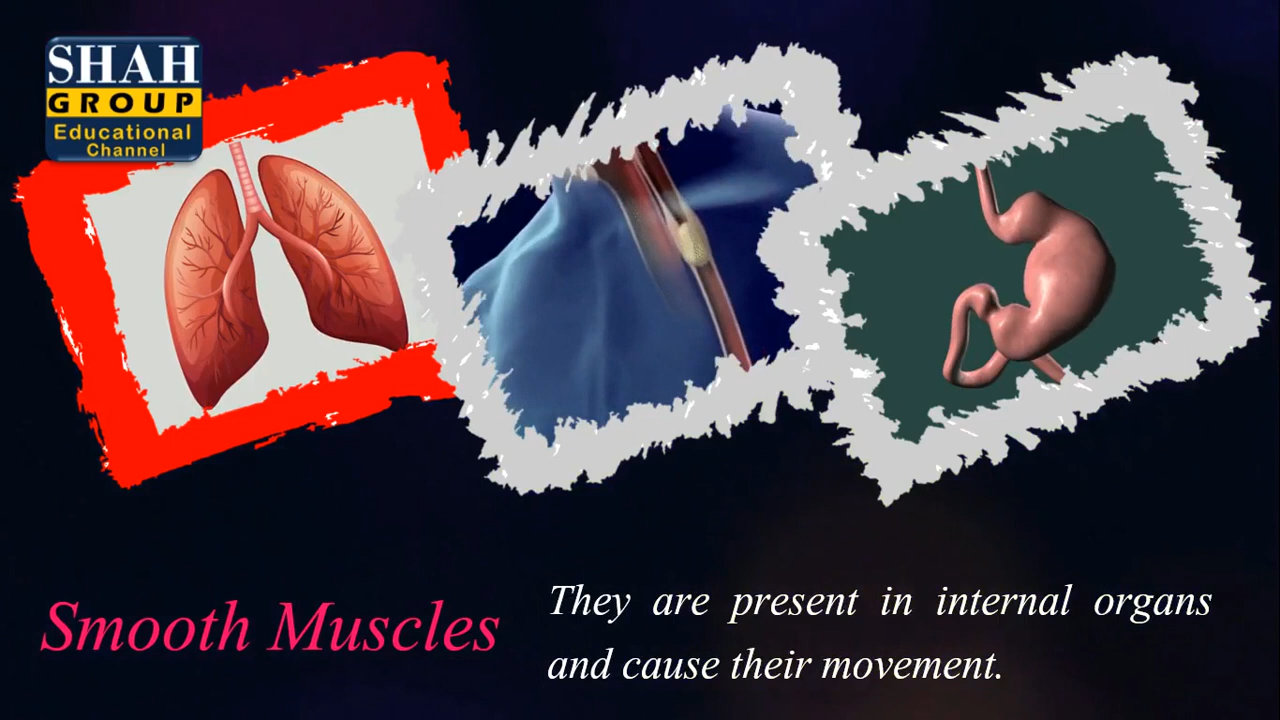 SHAH
GROUP
Educational
Channel
Smooth Muscles
They are present in internal organs
and cause their movement.